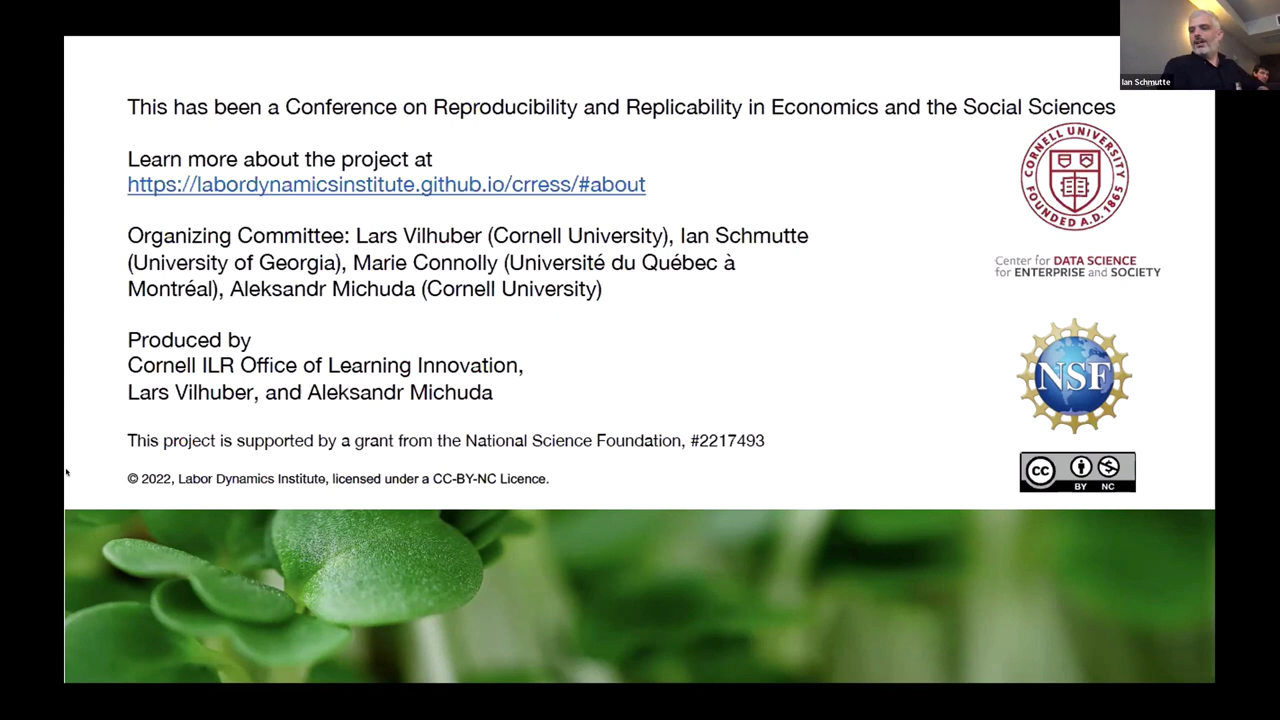 Ian Schmutte
This has been a Conference on Reproducibility and Replicability in Economics and the Social Sciences
Learn more about the project at
https://labordynamicsinstitute.github.io/crress/#about
Organizing Committee: Lars Vilhuber (Cornell University), Ian Schmutte
(University of Georgia), Marie Connolly (Université du Québec à
Montréal), Aleksandr Michuda (Cornell University)
Produced by
Cornell ILR Office of Learning Innovation,
Lars Vilhuber, and Aleksandr Michuda
This project is supported by a grant from the National Science Foundation, #2217493
© 2022, Labor Dynamics Institute, licensed under a CC-BY-NC Licence.
CORNELL UNIVERSITY
FOUNDED A.D. 1865
Center for DATA SCIENCE
for ENTERPRISE and SOCIETY
NSF
cc
BY NC